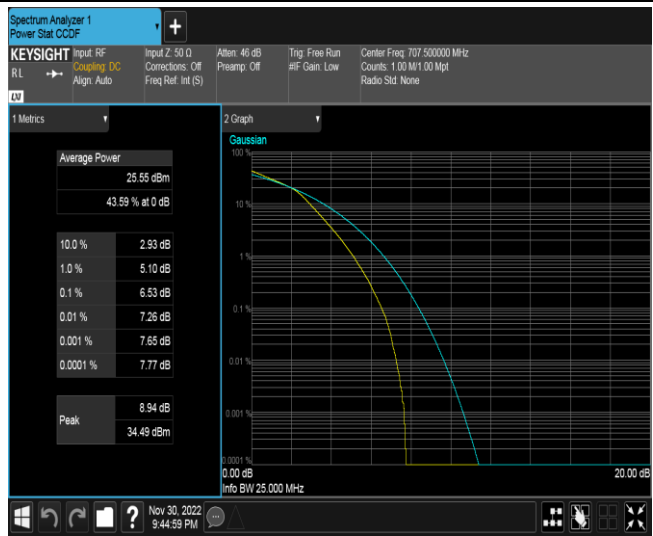 Spectrum Analyzer 1
Power Stat CCDF
+
KEYSIGHT
RL
LXI
Input: RF
Coupling: DC
Align: Auto
Input Z: 50 Ω
Corrections: Off
Freq Ref: Int (S)
Atten: 46 dB
Preamp: Off
Trig: Free Run
#IF Gain: Low
Center Freq: 707.500000 MHz
Counts: 1.00 M/1.00 Mpt
Radio Std: None
1 Metrics
Average Power
25.55 dBm
43.59 % at 0 dB
10.0 % 2.93 dB
1.0 % 5.10 dB
0.1 % 6.53 dB
0.01 % 7.26 dB
0.001 % 7.65 dB
0.0001 % 7.77 dB
Peak
8.94 dB
34.49 dBm
2 Graph
Gaussian
100 %
10 %
1 %
0.1 %
0.01 %
0.001 %
0.0001 %
0.00 dB
20.00 dB
Info BW 25.000 MHz
?
Nov 30, 2022
9:44:59 PM